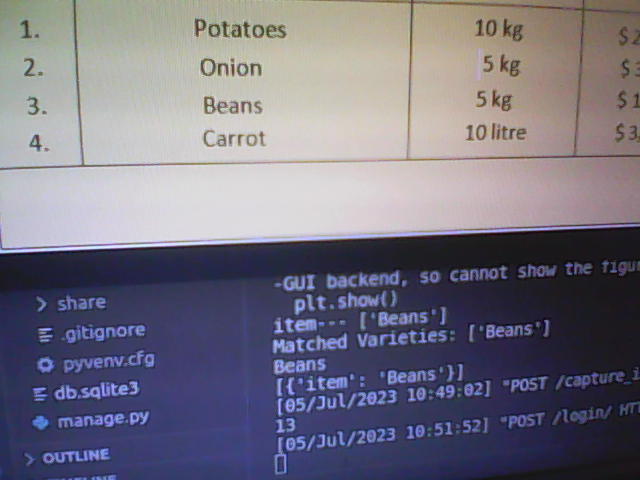 1. Potatoes 10 kg $2
2. Onion 5 kg $3
3. Beans 5 kg $1
4. Carrot 10 litre $3,
share
.gitignore
pyvenv.cfg
db.sqlite3
manage.py
OUTLINE
-GUI backend, so cannot show the figu
plt.show()
item--- ['Beans']
Matched Varieties: ['Beans']
Beans
[{'item': 'Beans'}]
[05/Jul/2023 10:49:02] "POST /capture_i
13
[05/Jul/2023 10:51:52] "POST /login/ HTT